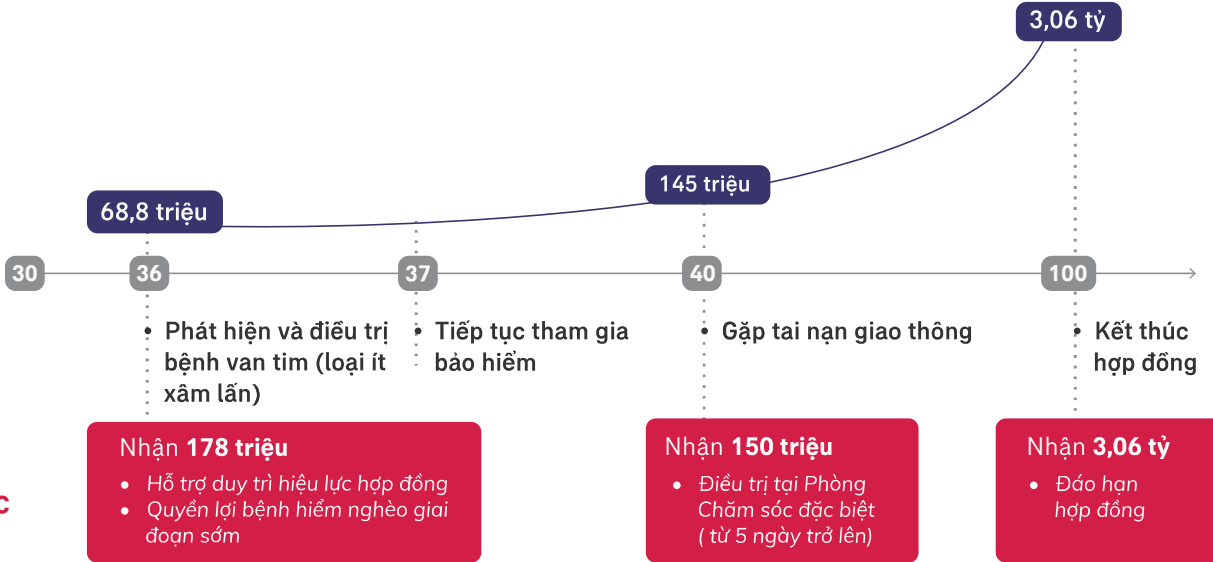 3,06 tỷ
145 triệu
68,8 triệu
30
36
37
40
100
• Phát hiện và điều trị
bệnh van tim (loại ít
xâm lấn)
• Tiếp tục tham gia
bảo hiểm
• Gặp tai nạn giao thông
• Kết thúc
hợp đồng
Nhận 178 triệu
• Hỗ trợ duy trì hiệu lực hợp đồng
• Quyền lợi bệnh hiểm nghèo giai
đoạn sớm
Nhận 150 triệu
• Điều trị tại Phòng
Chăm sóc đặc biệt
( từ 5 ngày trở lên)
Nhận 3,06 tỷ
• Đáo hạn
hợp đồng
c